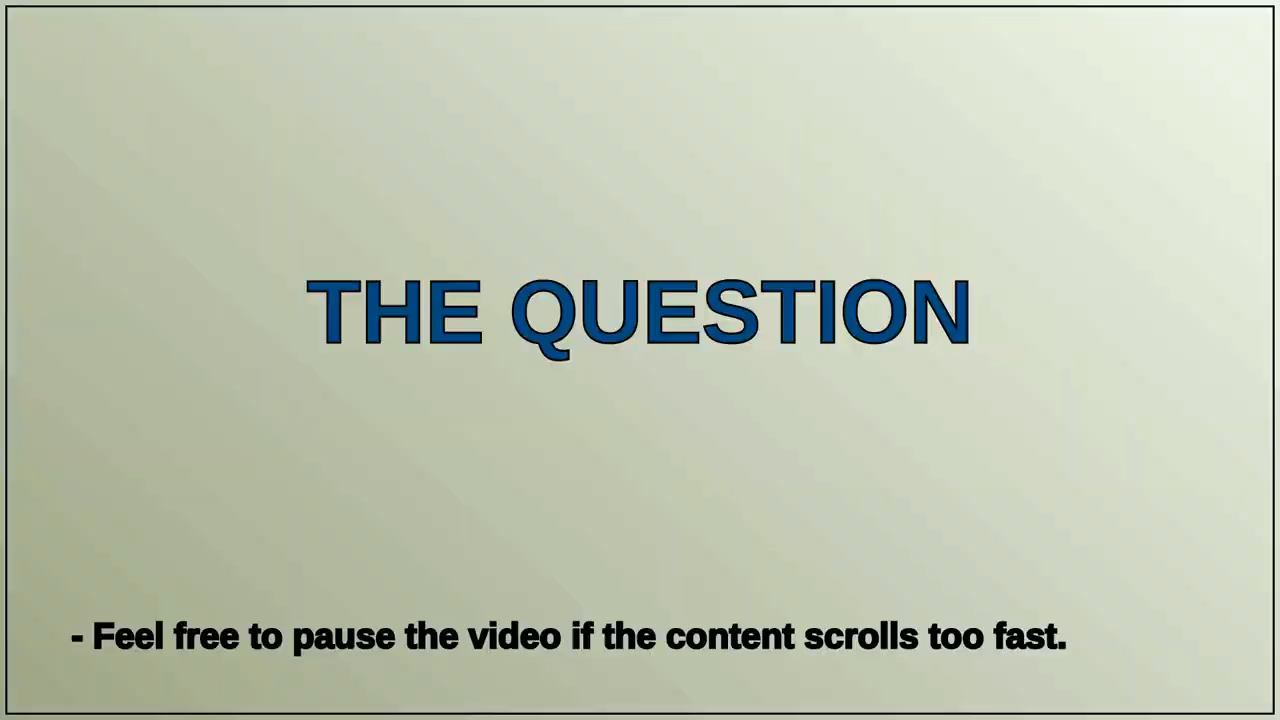 THE QUESTION
- Feel free to pause the video if the content scrolls too fast.